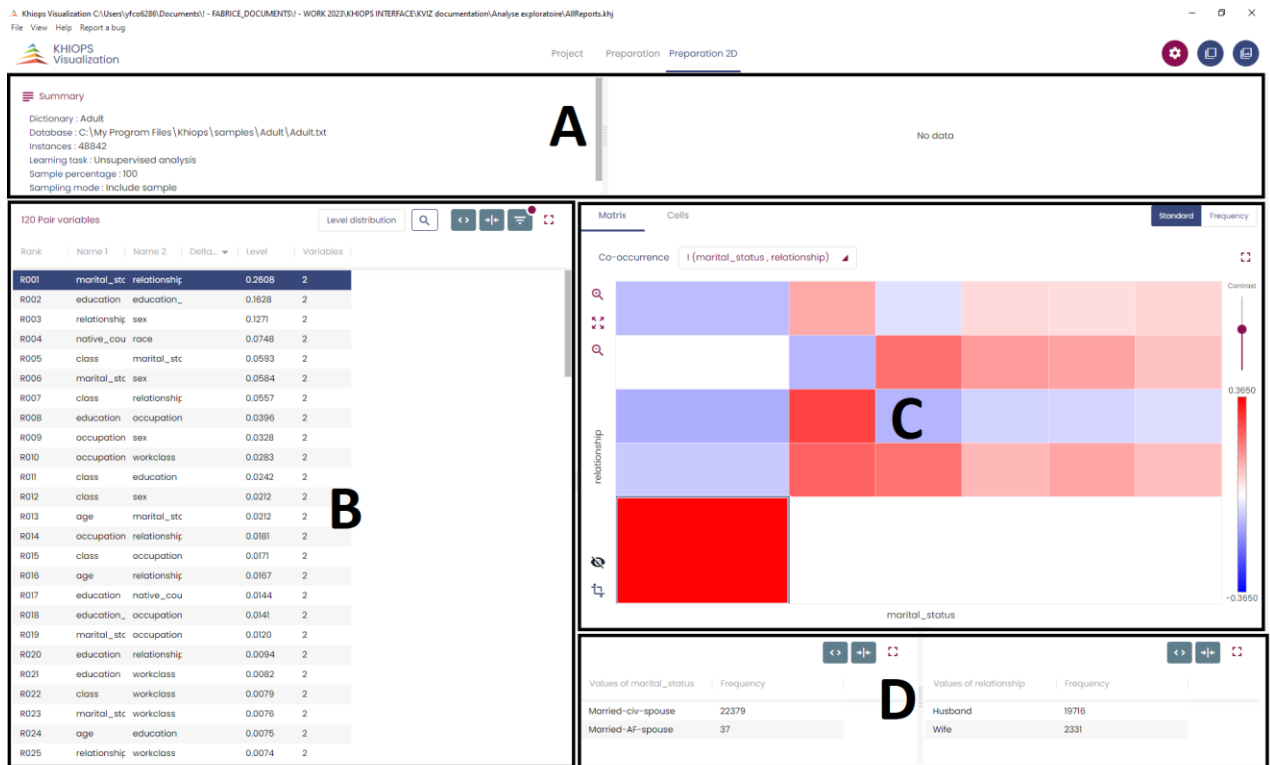 Khiops Visualization C:\Users\yfco6286\Documents\! - FABRICE_DOCUMENTS\! - WORK 2023\KHIOPS INTERFACE\KVIZ documentation\Analyse exploratoire\AllReports.khj
File View Help Report a bug
KHIOPS
Visualization
Project Preparation Preparation 2D
Summary
Dictionary : Adult
Database : C:\My Program Files\Khiops\samples\Adult\Adult.txt
Instances : 48842
Learning task : Unsupervised analysis
Sample percentage : 100
Sampling mode : Include sample
A
No data
120 Pair variables
Level distribution
Rank Name 1 Name 2 Delta... Level Variables
R001 marital_stc relationship 0.2608 2
R002 education education_ 0.1628 2
R003 relationship sex 0.1271 2
R004 native_cou race 0.0748 2
R005 class marital_stc 0.0593 2
R006 marital_stc sex 0.0584 2
R007 class relationship 0.0557 2
R008 education occupation 0.0396 2
R009 occupation sex 0.0328 2
R010 occupation workclass 0.0283 2
R011 class education 0.0242 2
R012 class sex 0.0212 2
R013 age marital_stc 0.0212 2
R014 occupation relationship 0.0181 2
R015 class occupation 0.0171 2
R016 age relationship 0.0167 2
R017 education native_cou 0.0144 2
R018 education_ occupation 0.0141 2
R019 marital_stc occupation 0.0120 2
R020 education relationship 0.0094 2
R021 education workclass 0.0082 2
R022 class workclass 0.0079 2
R023 marital_stc workclass 0.0076 2
R024 age education 0.0075 2
R025 relationship workclass 0.0074 2
B
Matrix Cells
Standard Frequency
Co-occurrence I (marital_status , relationship)
Contrast
0.3650
-0.3650
relationship
marital_status
C
Values of marital_status Frequency
Married-civ-spouse 22379
Married-AF-spouse 37
D
Values of relationship Frequency
Husband 19716
Wife 2331